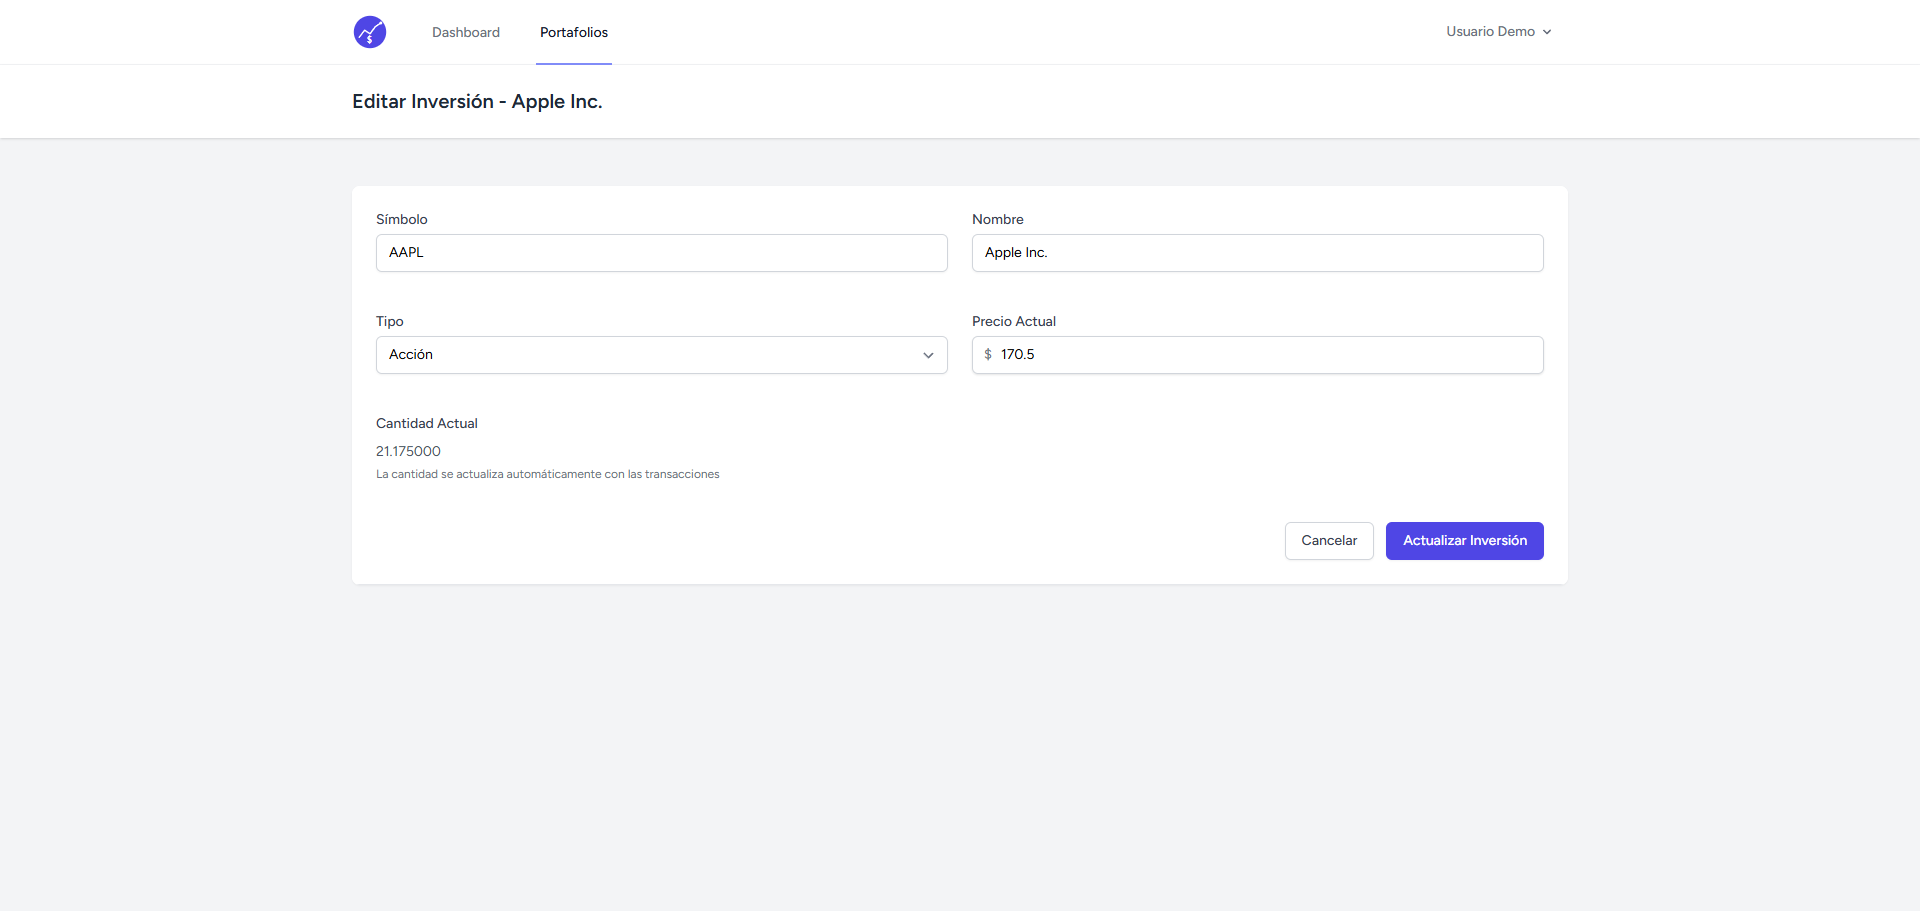 Dashboard
Portafolios
Usuario Demo
Editar Inversión - Apple Inc.
Símbolo
AAPL
Nombre
Apple Inc.
Tipo
Acción
Precio Actual
$ 170.5
Cantidad Actual
21.175000
La cantidad se actualiza automáticamente con las transacciones
Cancelar
Actualizar Inversión